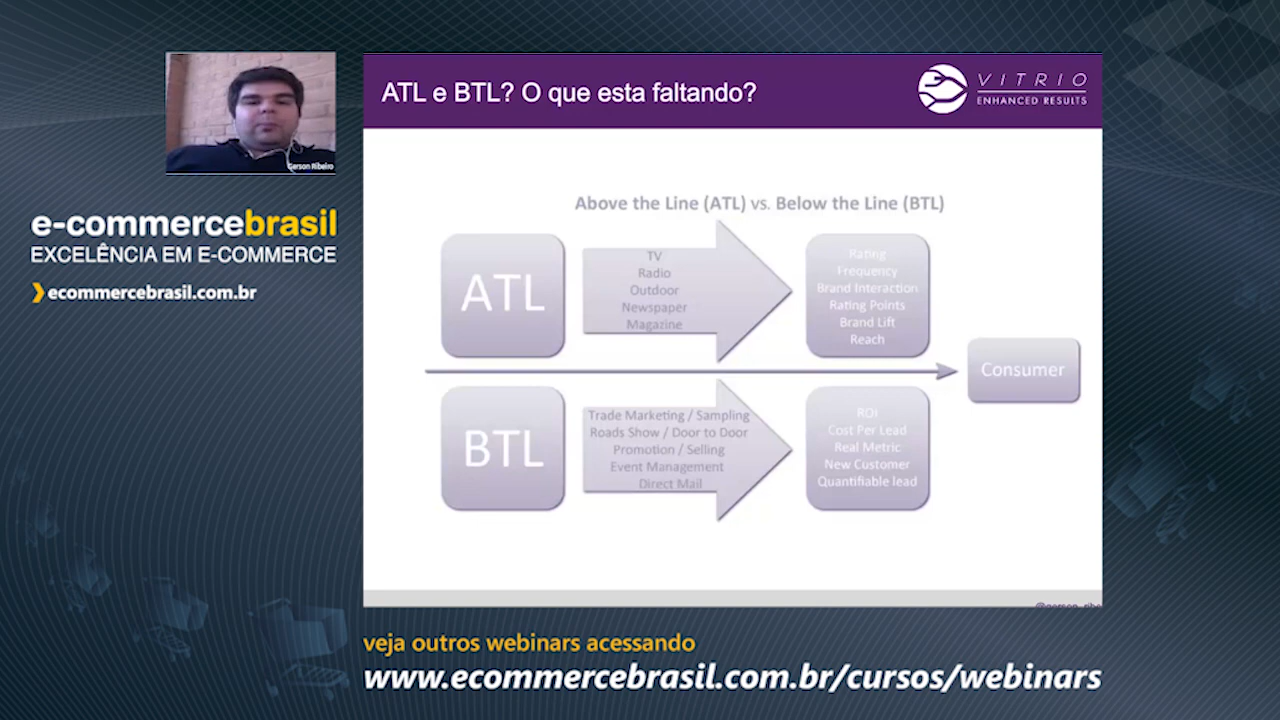 Gerson Ribeiro
e-commercebrasil
EXCELÊNCIA EM E-COMMERCE
ecommercebrasil.com.br
ATL e BTL? O que esta faltando?
VITRIO
ENHANCED RESULTS
Above the Line (ATL) vs. Below the Line (BTL)
ATL
TV
Radio
Outdoor
Newspaper
Magazine
Rating
Frequency
Brand Interaction
Rating Points
Brand Lift
Reach
Consumer
BTL
Trade Marketing / Sampling
Roads Show / Door to Door
Promotion / Selling
Event Management
Direct Mail
ROI
Cost Per Lead
Real Metric
New Customer
Quantifiable lead
veja outros webinars acessando
www.ecommercebrasil.com.br/cursos/webinars